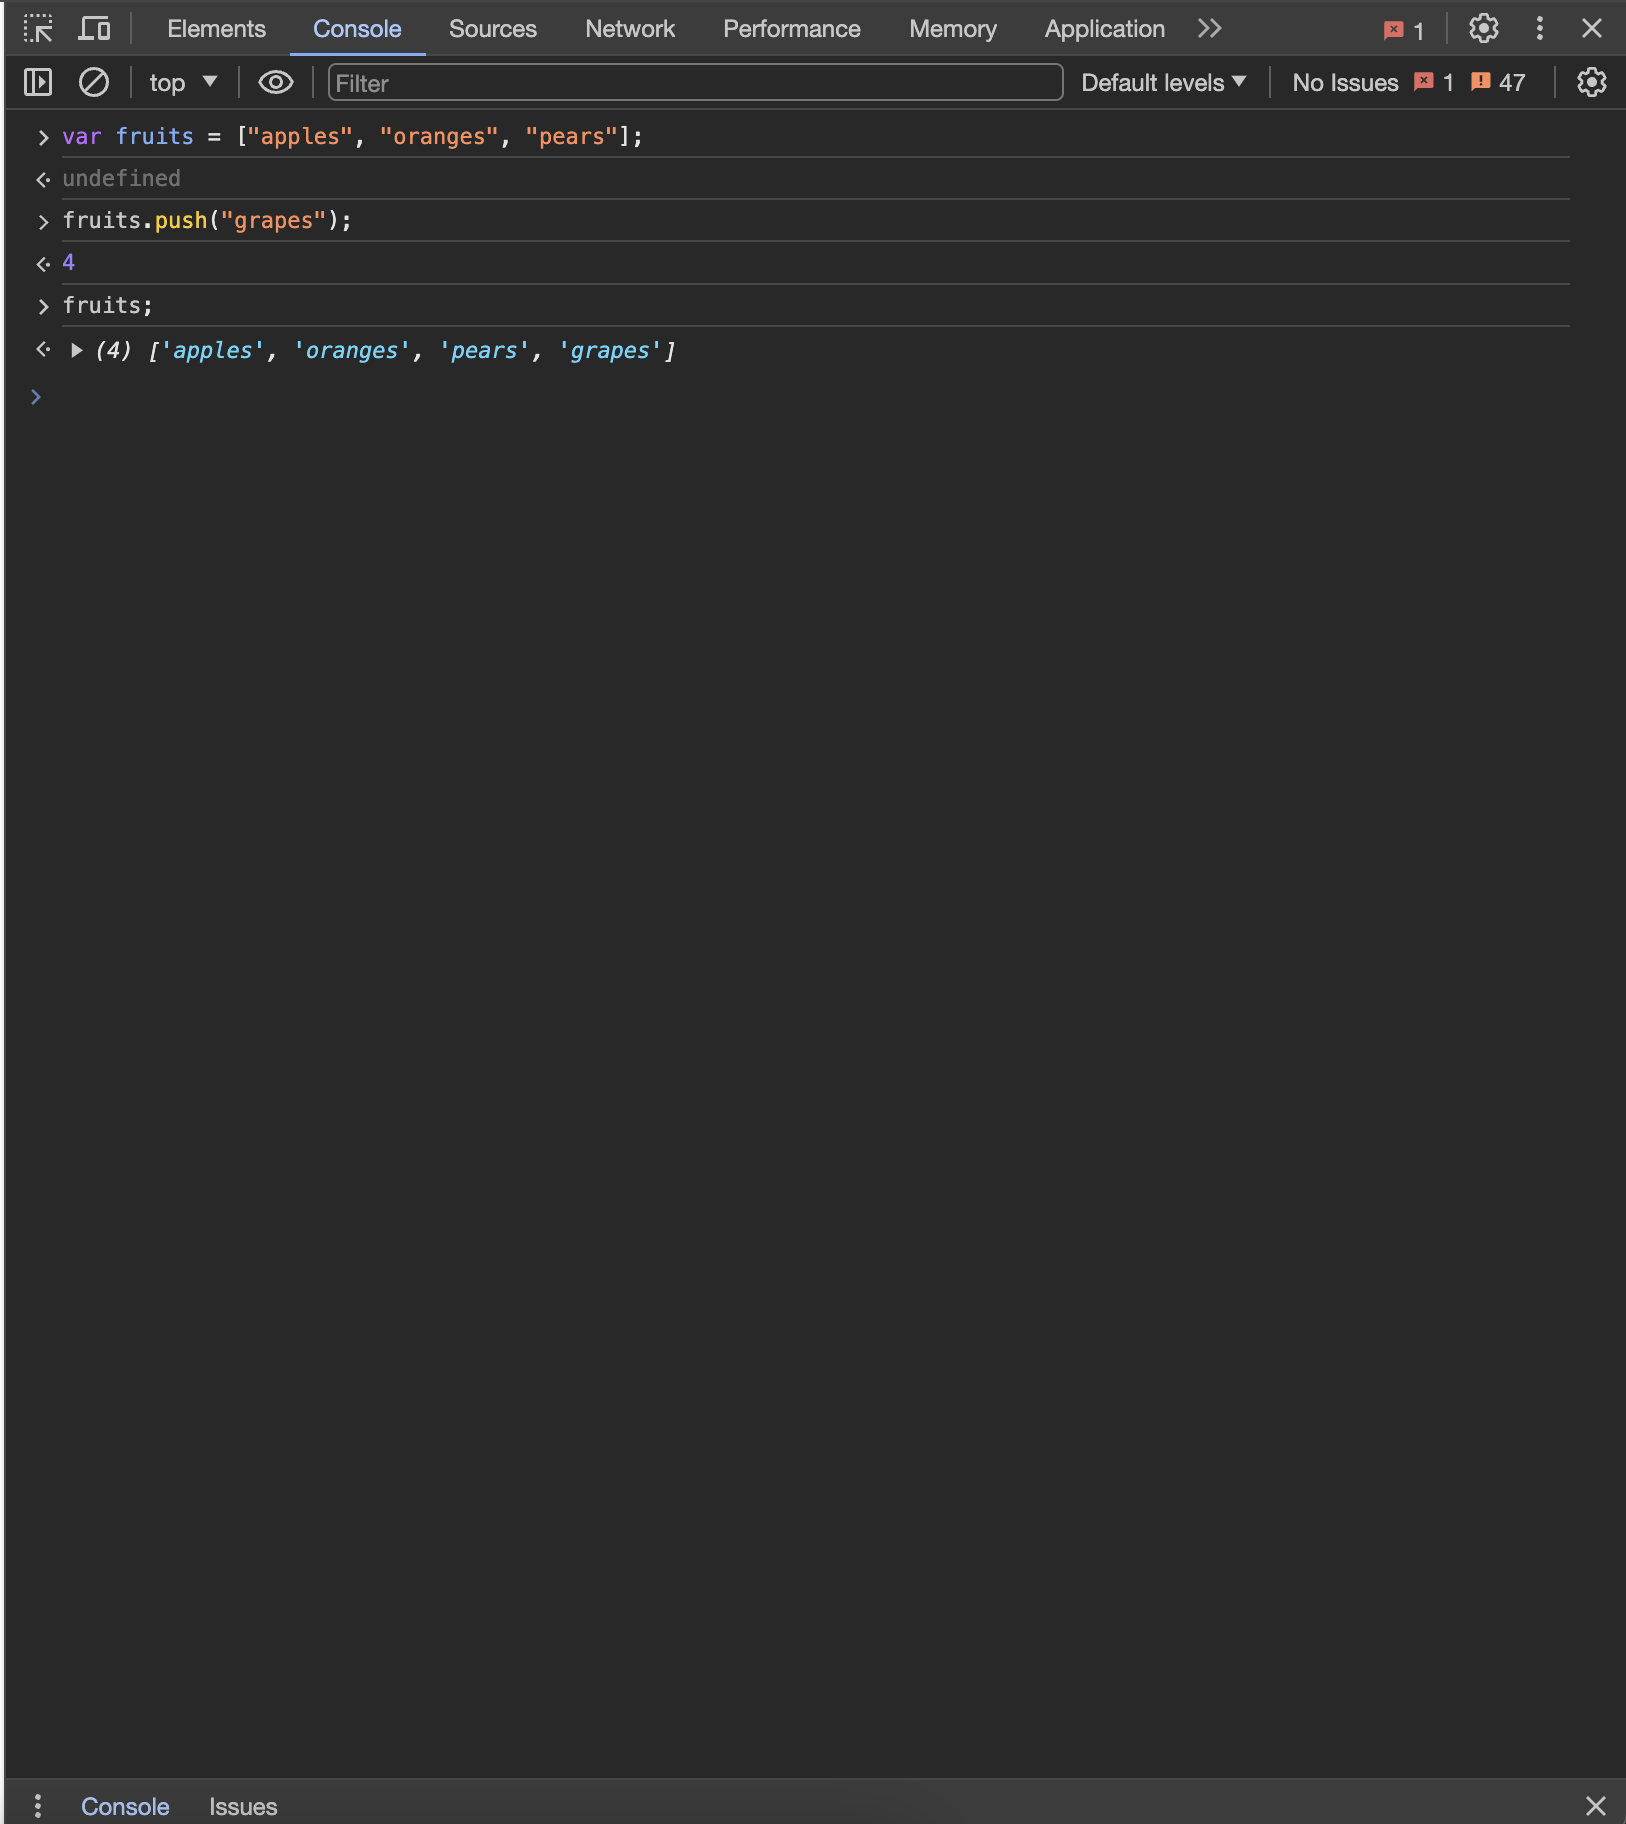 Elements Console Sources Network Performance Memory Application 1
top Filter Default levels No Issues 1 47
> var fruits = ["apples", "oranges", "pears"];
undefined
> fruits.push("grapes");
4
> fruits;
(4) ['apples', 'oranges', 'pears', 'grapes']
>
Console Issues